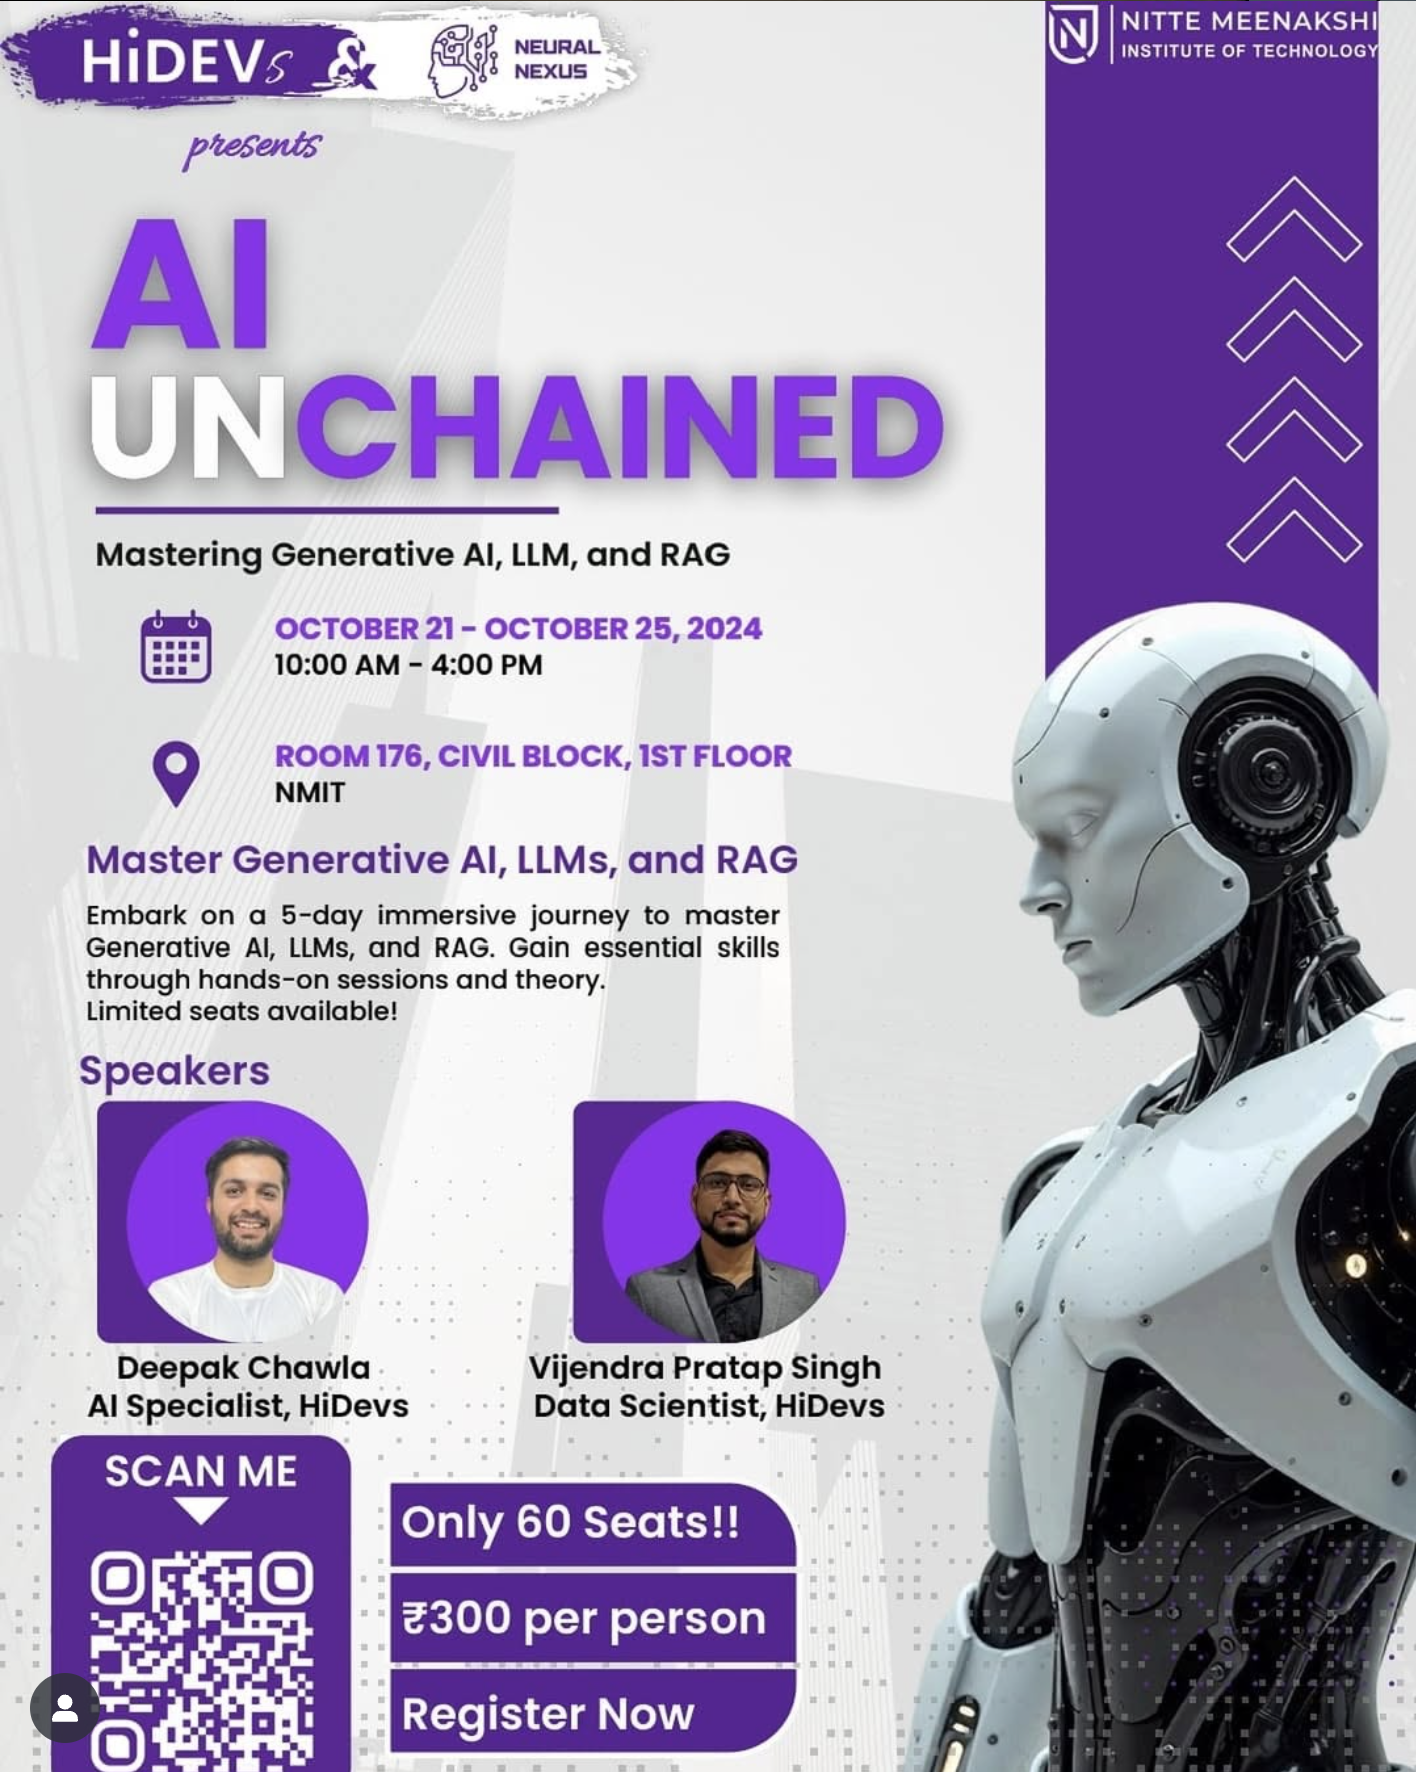 HiDEVs &
NEURAL
NEXUS
NITTE MEENAKSHI
INSTITUTE OF TECHNOLOGY
presents
AI
UNCHAINED
Mastering Generative AI, LLM, and RAG
OCTOBER 21 - OCTOBER 25, 2024
10:00 AM - 4:00 PM
ROOM 176, CIVIL BLOCK, 1ST FLOOR
NMIT
Master Generative AI, LLMs, and RAG
Embark on a 5-day immersive journey to master
Generative AI, LLMs, and RAG. Gain essential skills
through hands-on sessions and theory.
Limited seats available!
Speakers
Deepak Chawla
AI Specialist, HiDevs
Vijendra Pratap Singh
Data Scientist, HiDevs
SCAN ME
Only 60 Seats!!
₹300 per person
Register Now